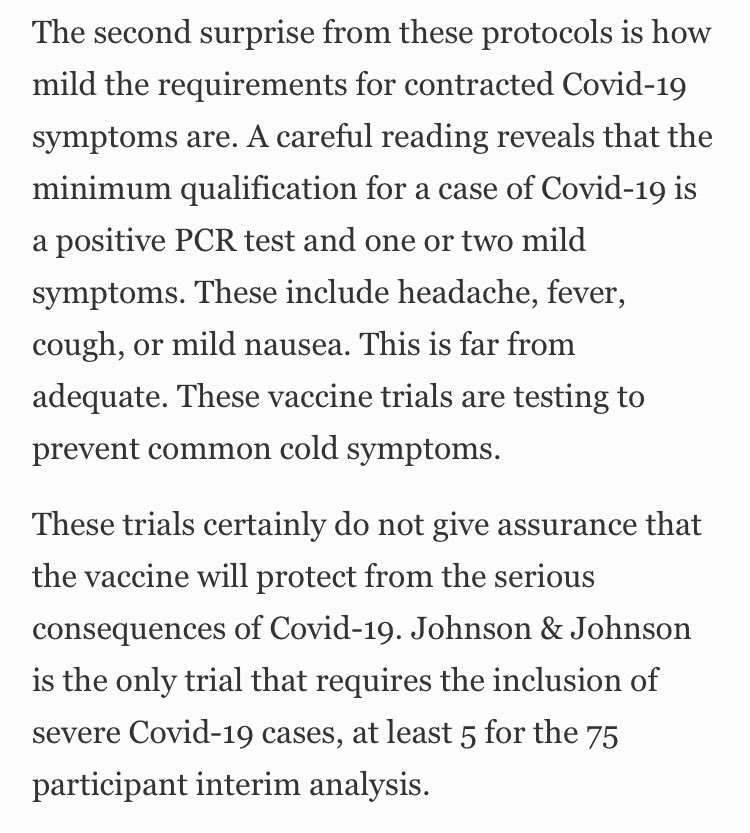 The second surprise from these protocols is how
mild the requirements for contracted Covid-19
symptoms are. A careful reading reveals that the
minimum qualification for a case of Covid-19 is
a positive PCR test and one or two mild
symptoms. These include headache, fever,
cough, or mild nausea. This is far from
adequate. These vaccine trials are testing to
prevent common cold symptoms.
These trials certainly do not give assurance that
the vaccine will protect from the serious
consequences of Covid-19. Johnson & Johnson
is the only trial that requires the inclusion of
severe Covid-19 cases, at least 5 for the 75
participant interim analysis.